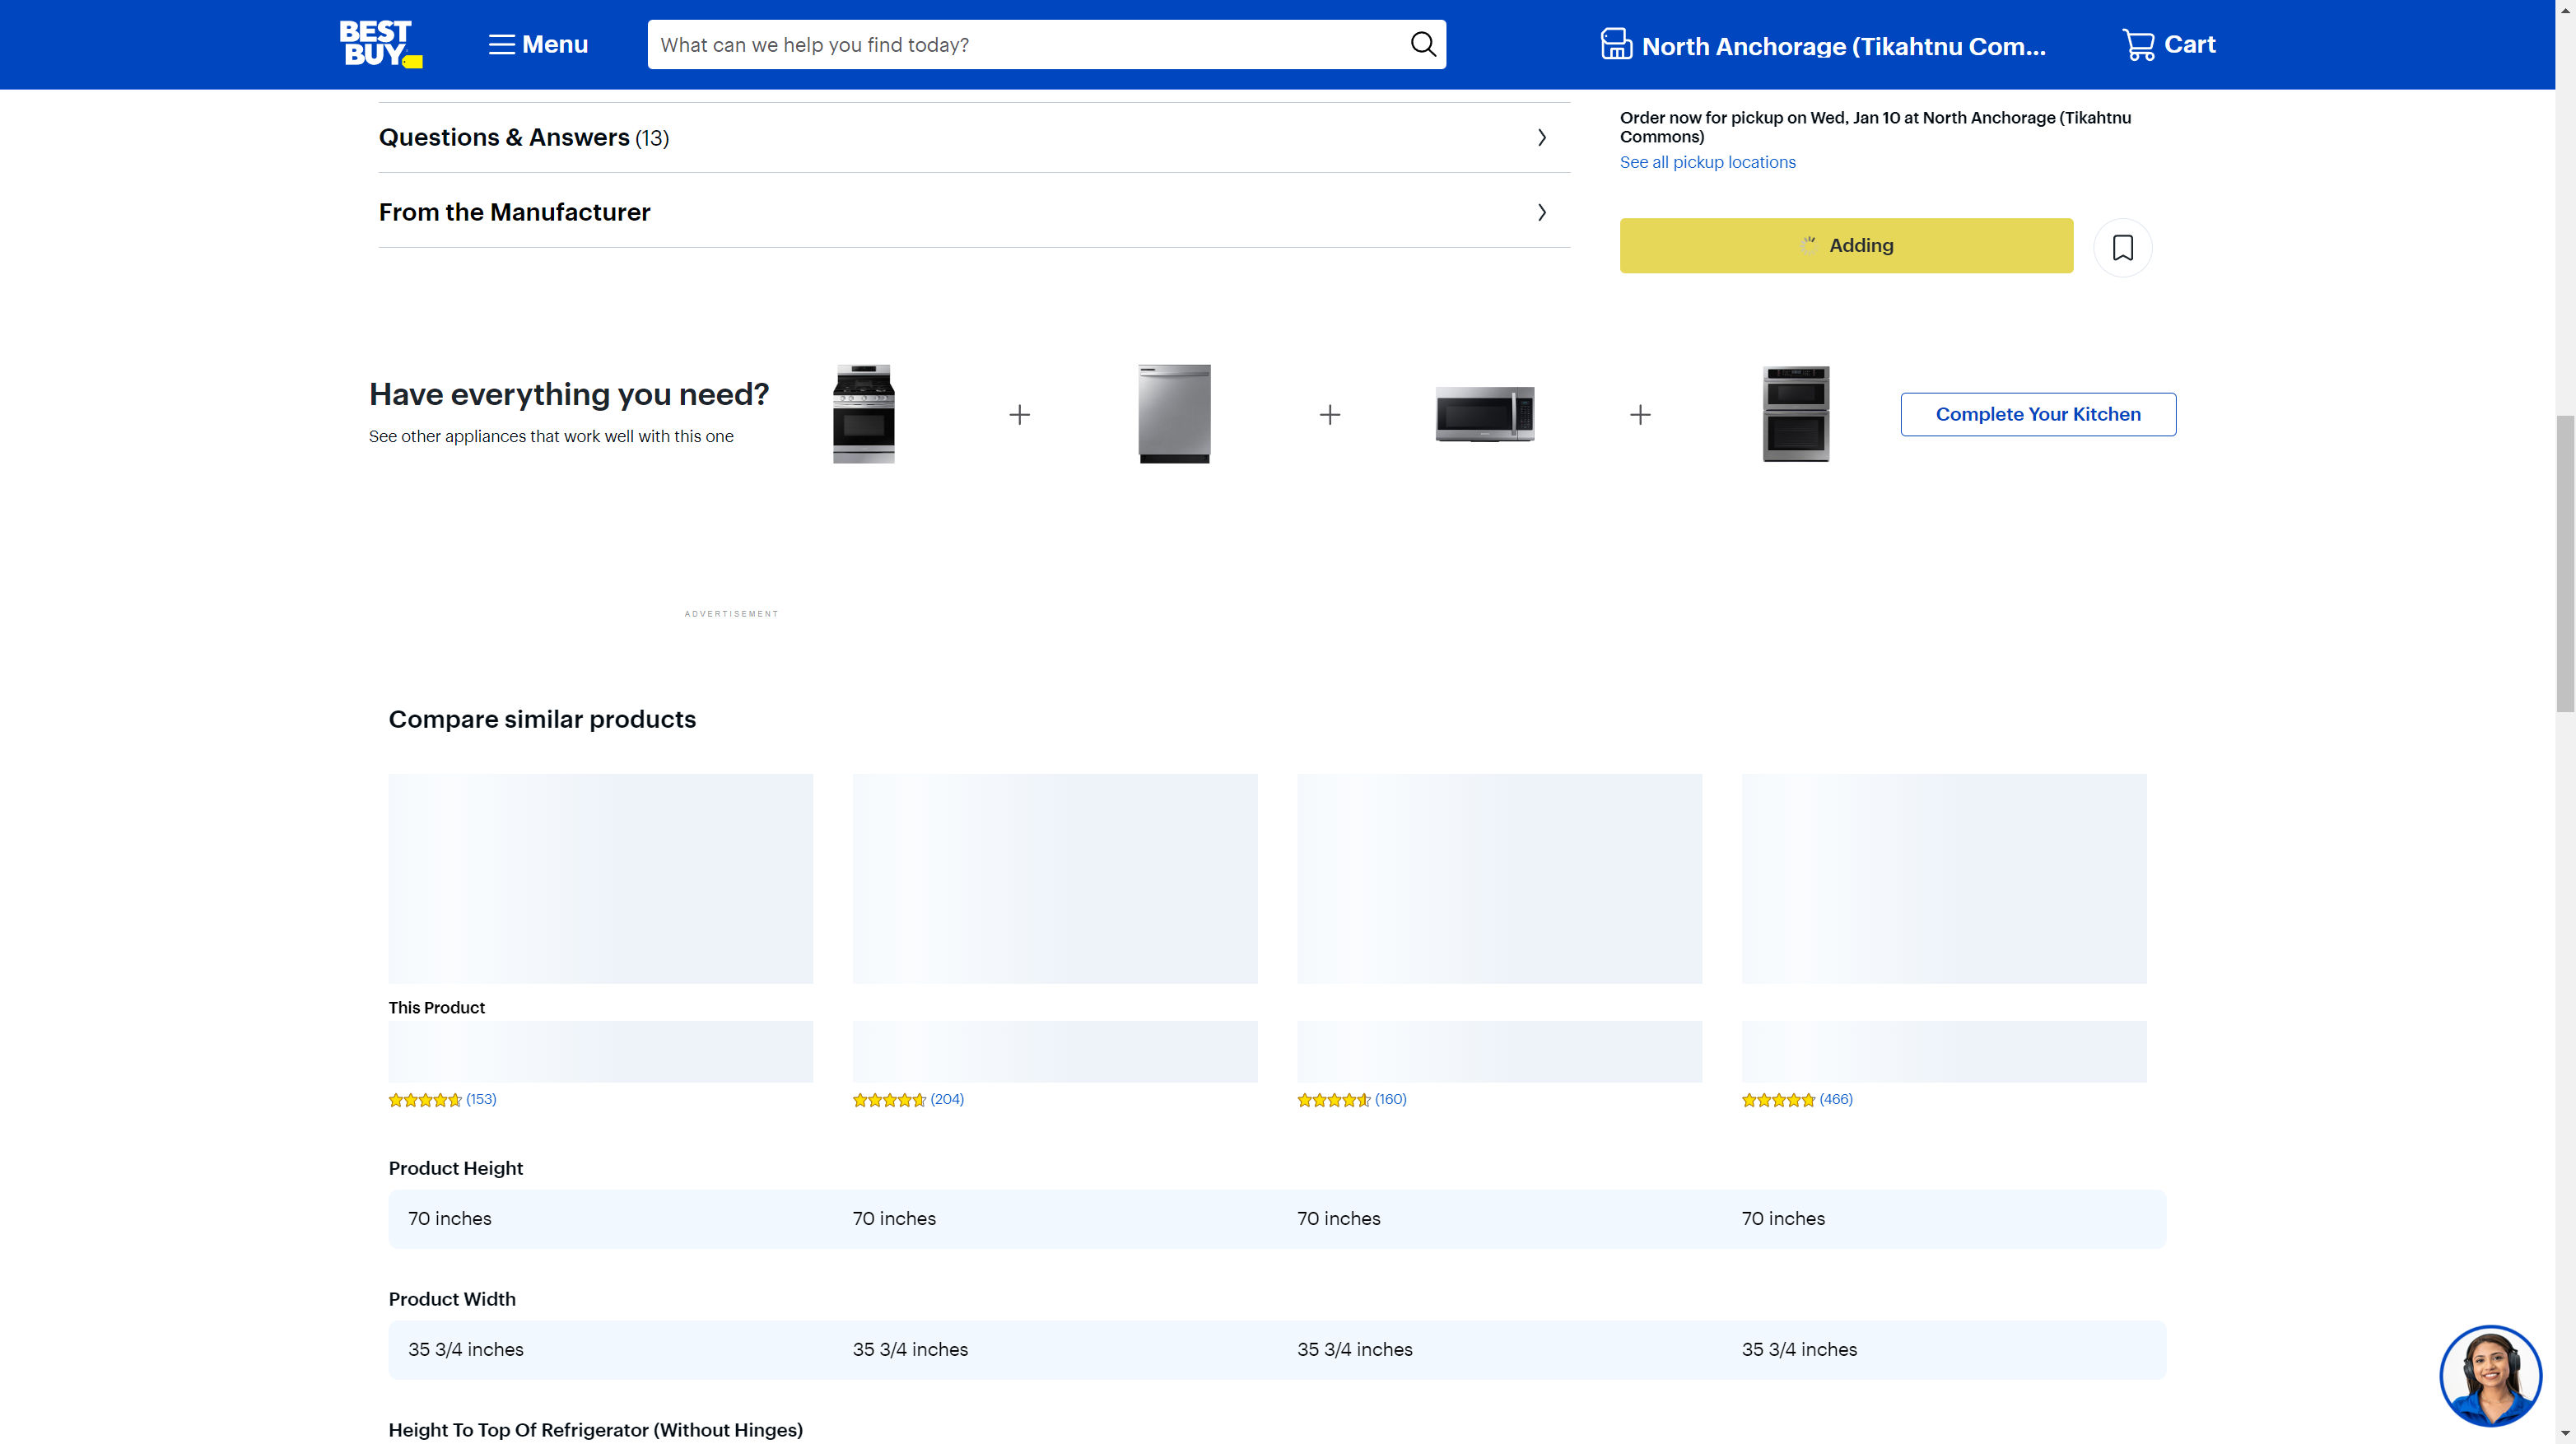 BEST BUY
Menu
What can we help you find today?
North Anchorage (Tikahtnu Com...
Cart
Questions & Answers (13)
From the Manufacturer
Order now for pickup on Wed, Jan 10 at North Anchorage (Tikahtnu
Commons)
See all pickup locations
Adding
Have everything you need?
See other appliances that work well with this one
Complete Your Kitchen
ADVERTISEMENT
Compare similar products
This Product
(153) (204) (160) (466)
Product Height
70 inches 70 inches 70 inches 70 inches
Product Width
35 3/4 inches 35 3/4 inches 35 3/4 inches 35 3/4 inches
Height To Top Of Refrigerator (Without Hinges)